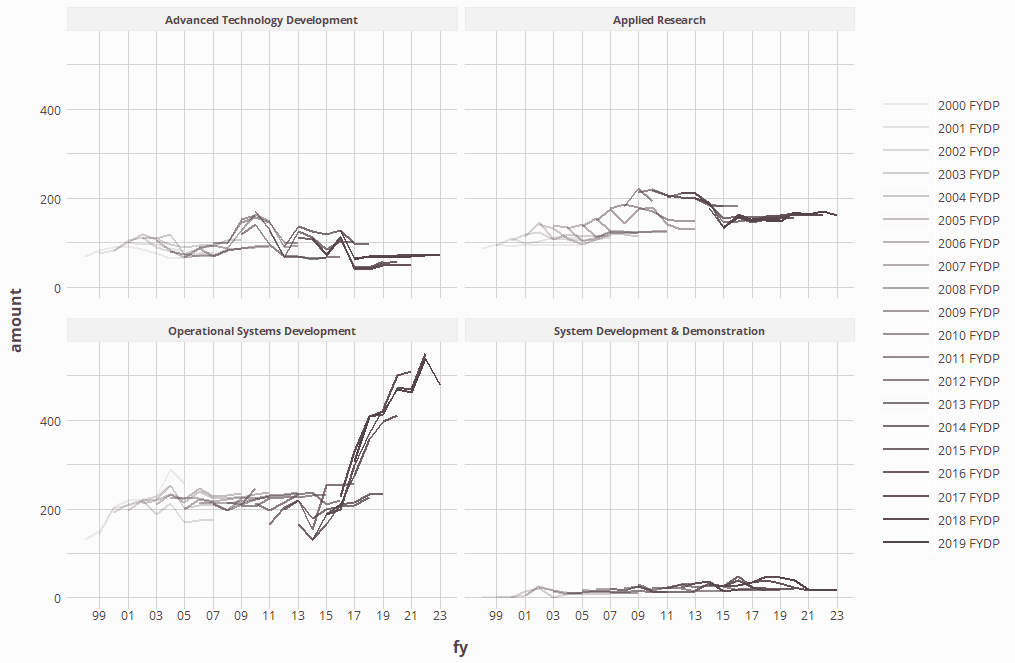 Advanced Technology Development
Applied Research
400
200
0
Operational Systems Development
System Development & Demonstration
400
200
0
99 01 03 05 07 09 11 13 15 17 19 21 23
99 01 03 05 07 09 11 13 15 17 19 21 23
amount
fy
2000 FYDP
2001 FYDP
2002 FYDP
2003 FYDP
2004 FYDP
2005 FYDP
2006 FYDP
2007 FYDP
2008 FYDP
2009 FYDP
2010 FYDP
2011 FYDP
2012 FYDP
2013 FYDP
2014 FYDP
2015 FYDP
2016 FYDP
2017 FYDP
2018 FYDP
2019 FYDP